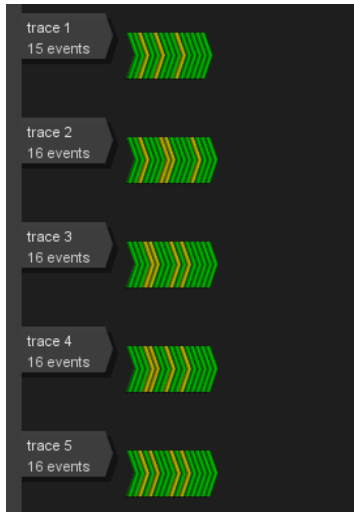 trace 1
15 events
trace 2
16 events
trace 3
16 events
trace 4
16 events
trace 5
16 events